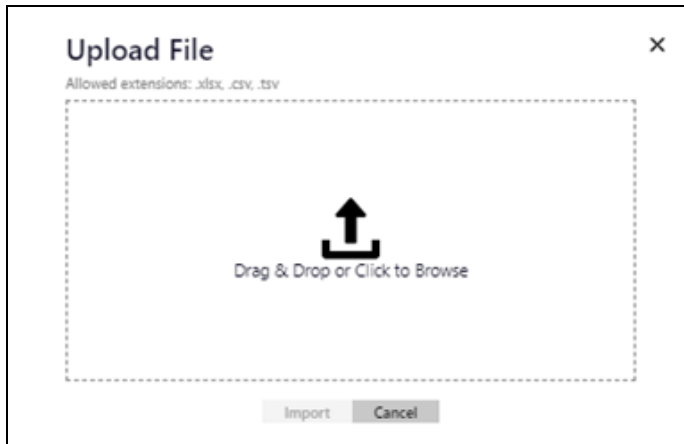 Upload File
Allowed extensions: .xlsx, .csv, .tsv
Drag & Drop or Click to Browse
Import
Cancel